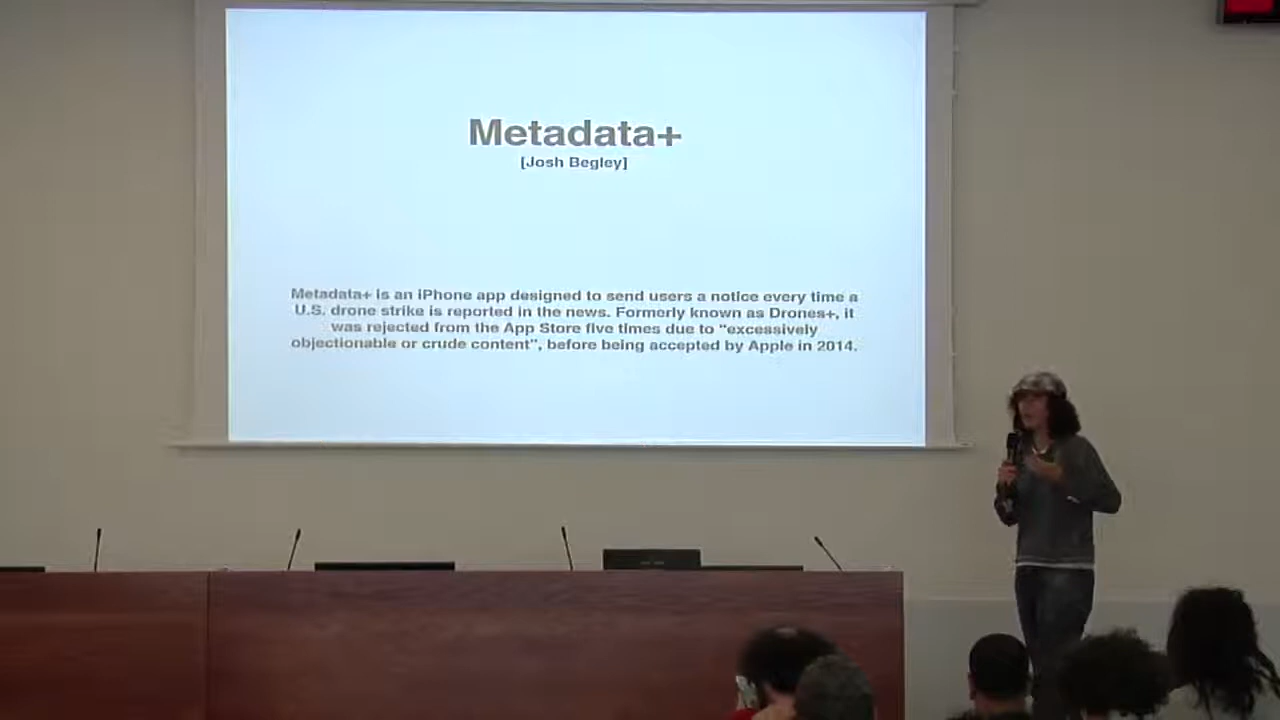 Metadata+
[Josh Begley]
Metadata+ is an iPhone app designed to send users a notice every time a
U.S. drone strike is reported in the news. Formerly known as Drones+, it
was rejected from the App Store five times due to "excessively
objectionable or crude content", before being accepted by Apple in 2014.